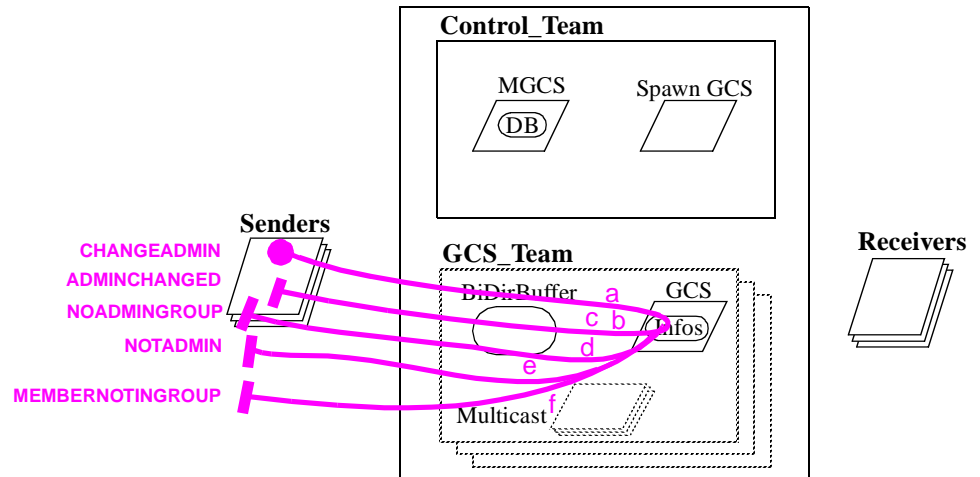 Control_Team
MGCS
Spawn GCS
DB
Senders
CHANGEADMIN
Receivers
GCS_Team
ADMINCHANGED
BiDirBuffer
a
GCS
NOADMINGROUP
c
b
Infos
NOTADMIN
d
e
MEMBERNOTINGROUP
Multicast
f